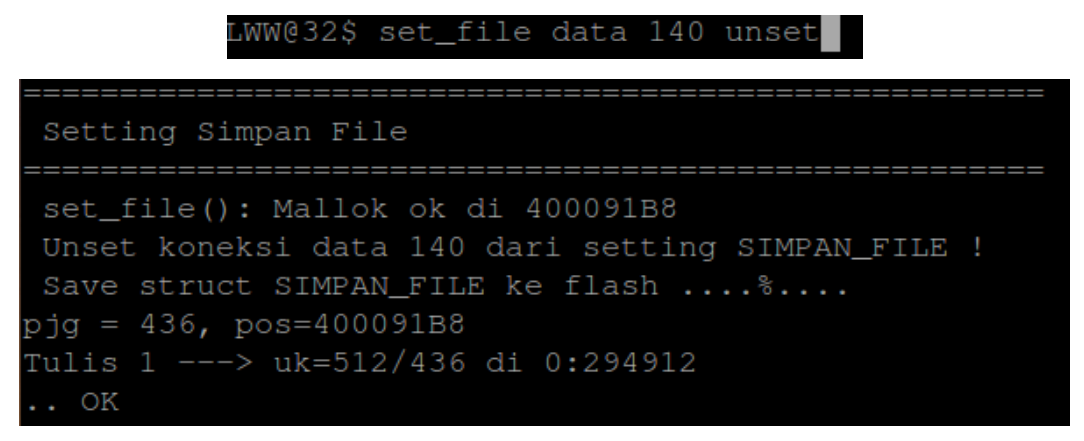 LWW@32$ set_file data 140 unset
=====================================================
Setting Simpan File
=====================================================
set_file(): Mallok ok di 400091B8
Unset koneksi data 140 dari setting SIMPAN_FILE !
Save struct SIMPAN_FILE ke flash ....%....
pjg = 436, pos=400091B8
Tulis 1 ---> uk=512/436 di 0:294912
.. OK